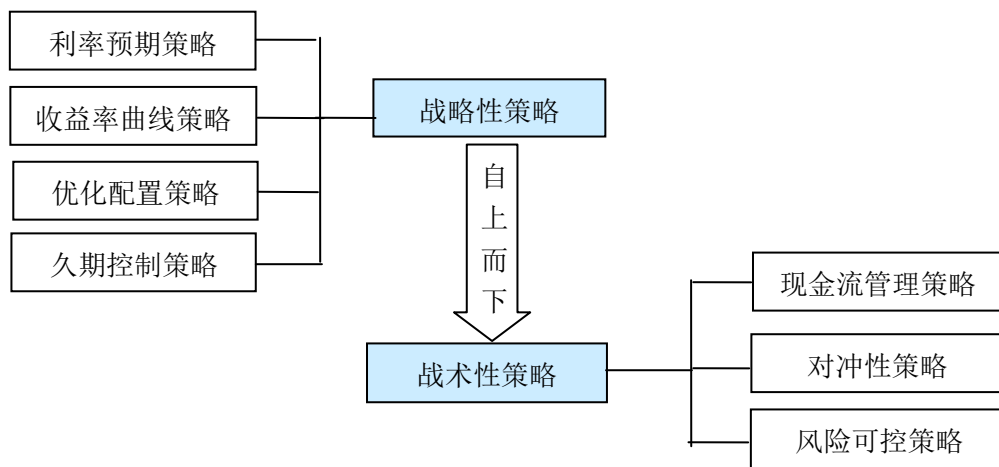 利率预期策略
收益率曲线策略
优化配置策略
久期控制策略
战略性策略
自
上
而
下
战术性策略
现金流管理策略
对冲性策略
风险可控策略